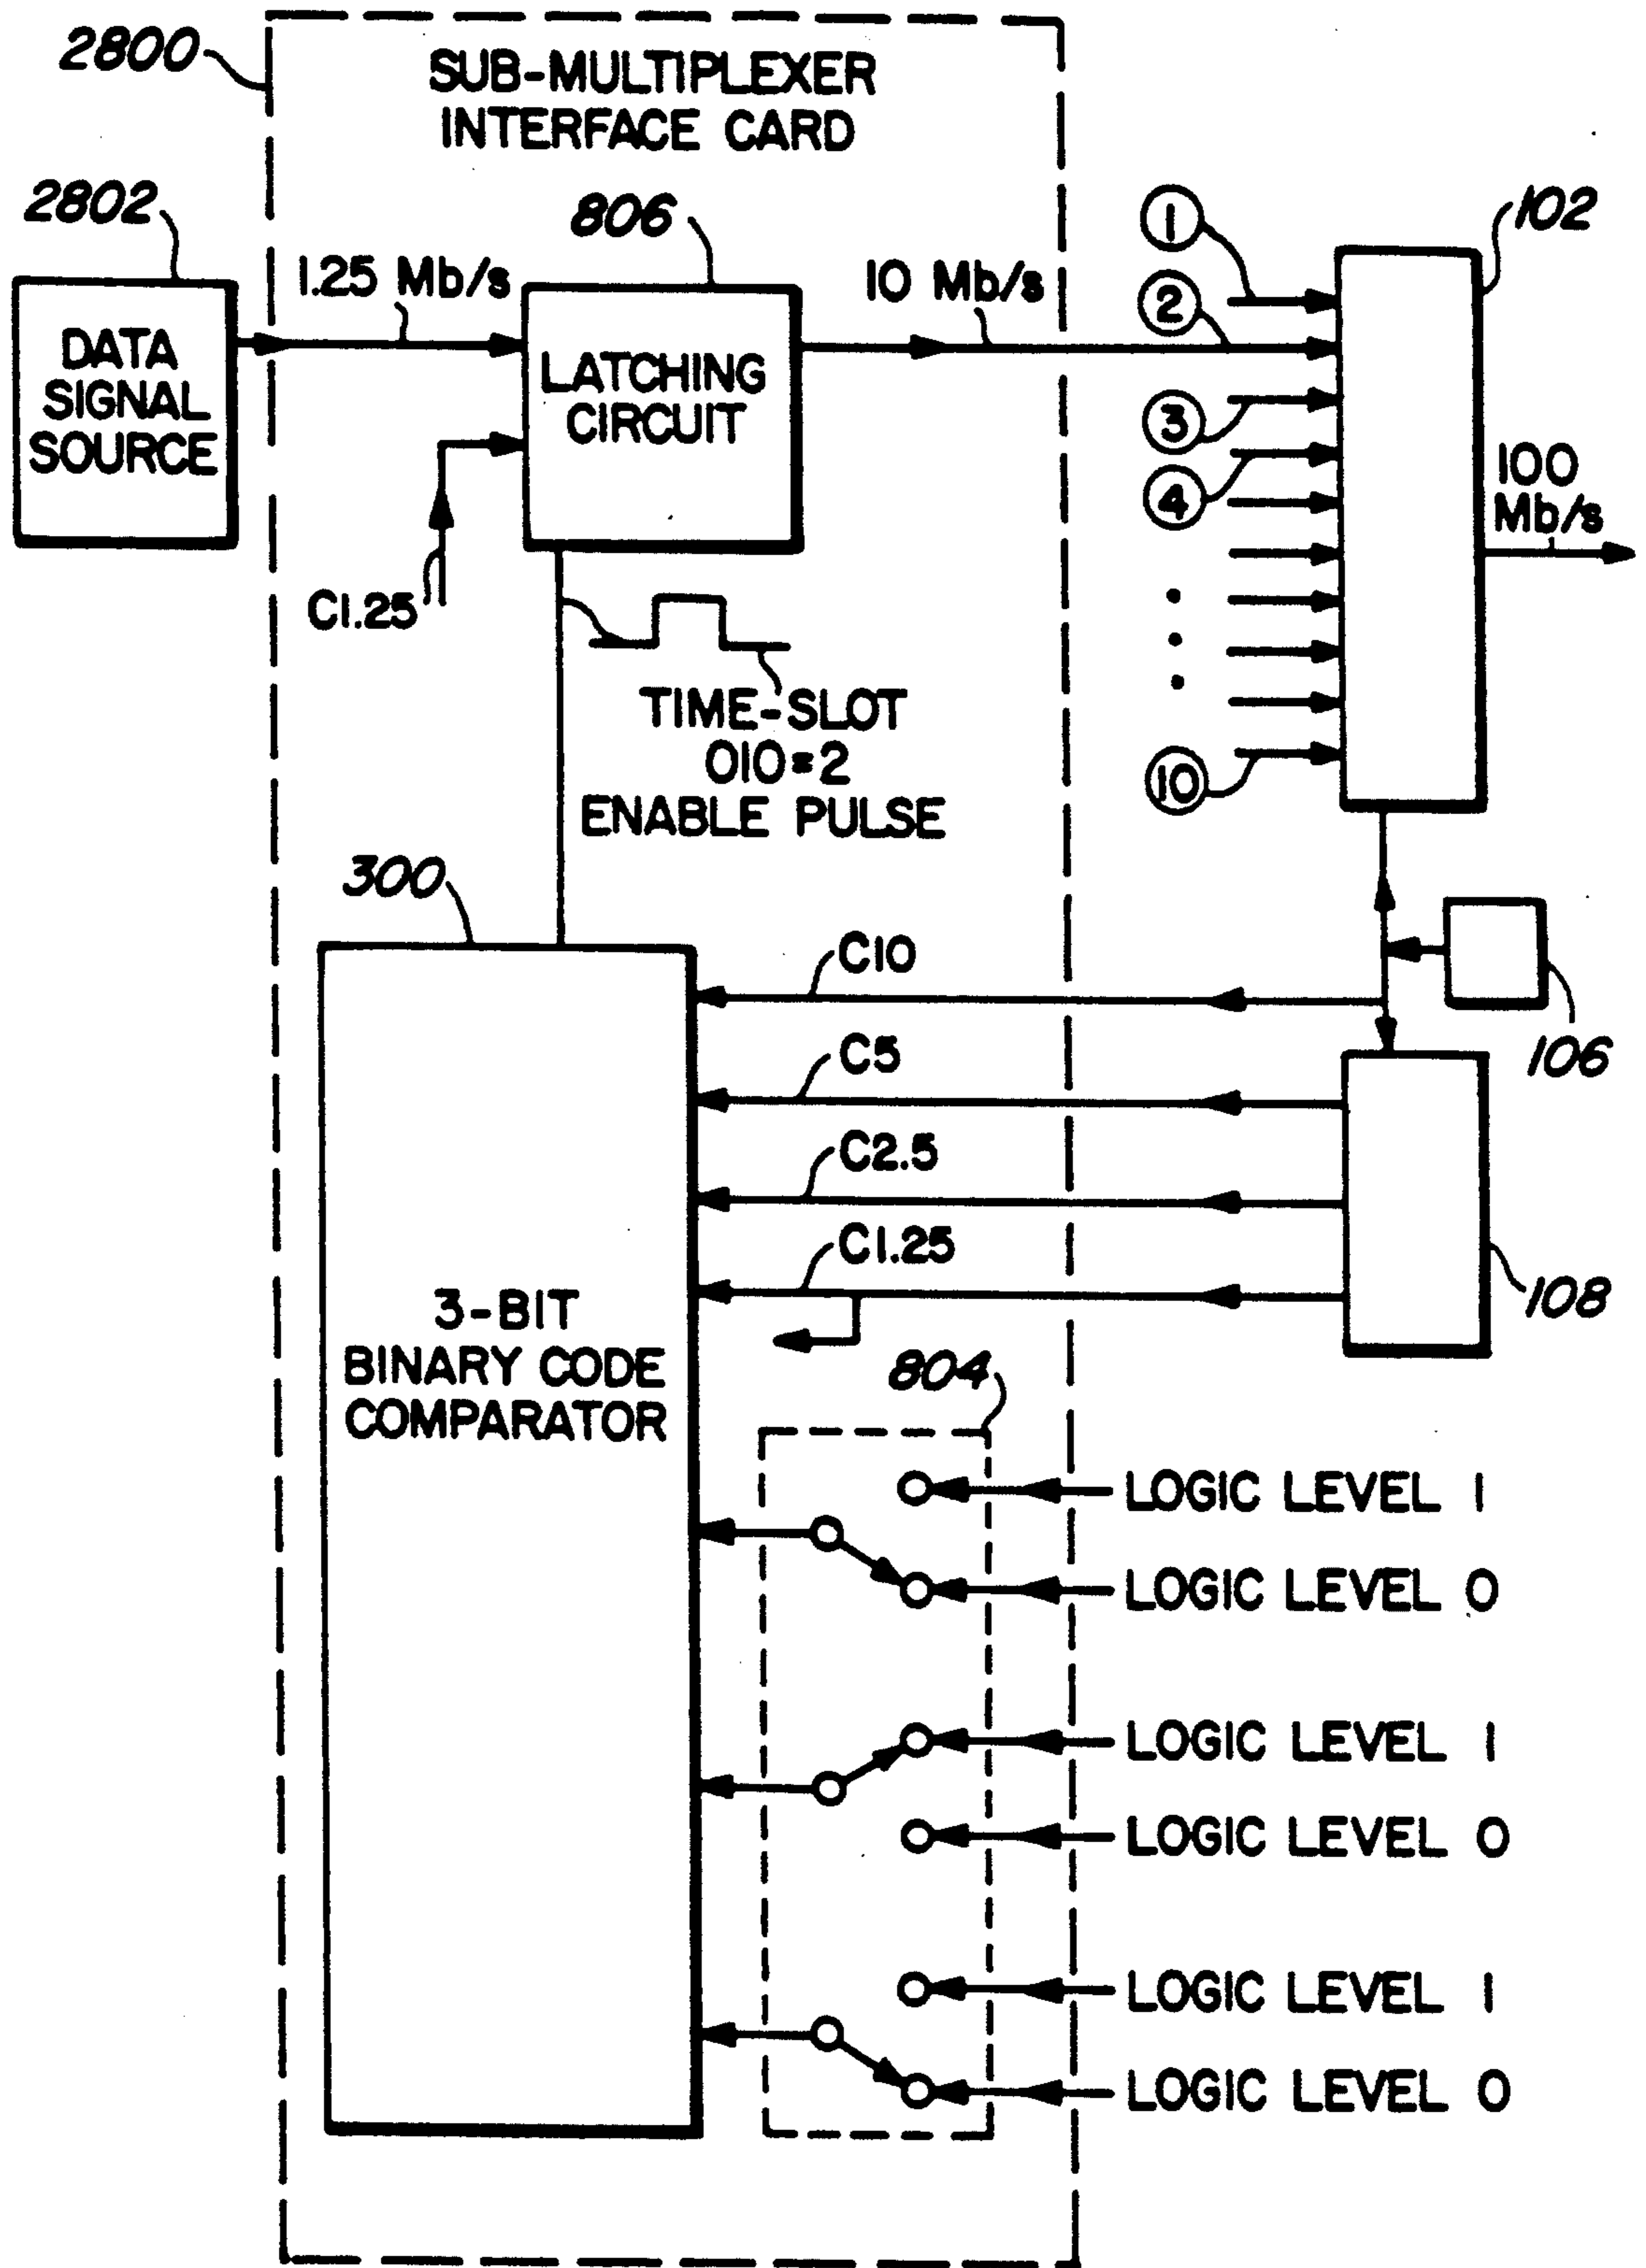 2800
SUB-MULTIPLEXER
INTERFACE CARD
2802
806
1
102
1.25 Mb/s
10 Mb/s
2
DATA
SIGNAL
SOURCE
LATCHING
CIRCUIT
3
4
100
Mb/s
C1.25
TIME-SLOT
010=2
ENABLE PULSE
10
300
C10
106
C5
C2.5
C1.25
108
3-BIT
BINARY CODE
COMPARATOR
804
LOGIC LEVEL 1
LOGIC LEVEL 0
LOGIC LEVEL 1
LOGIC LEVEL 0
LOGIC LEVEL 1
LOGIC LEVEL 0